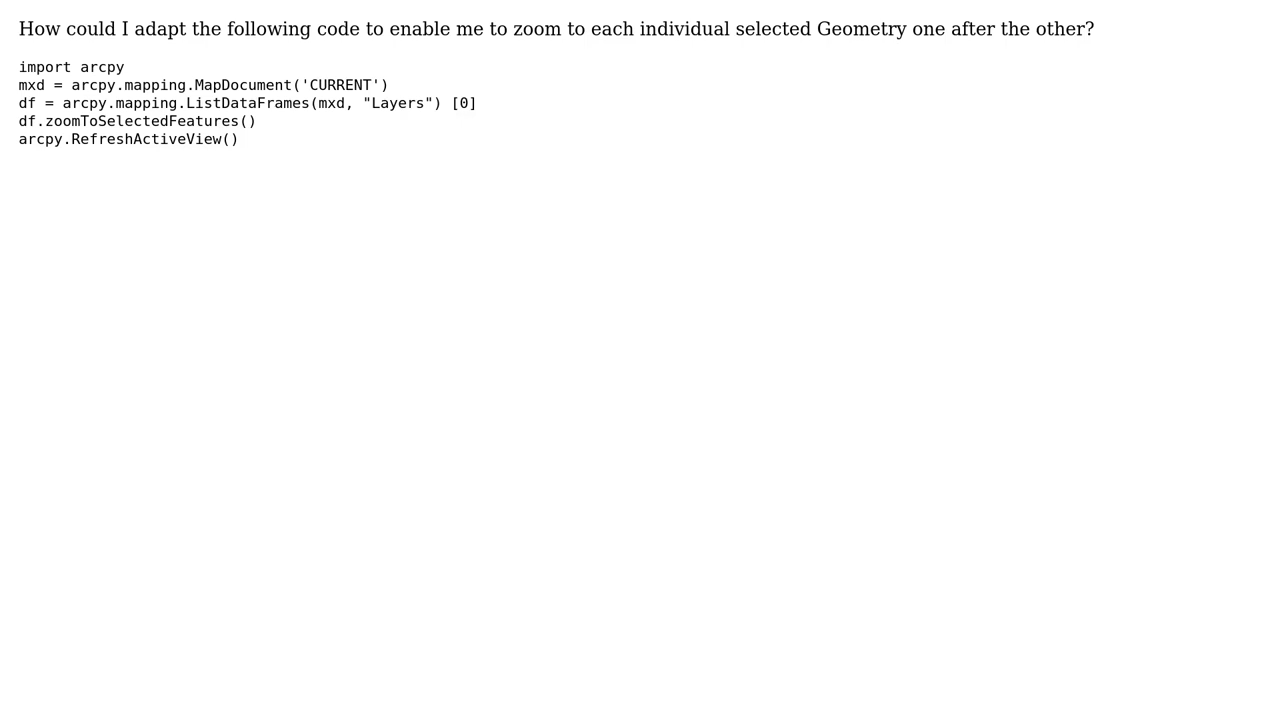 How could I adapt the following code to enable me to zoom to each individual selected Geometry one after the other?
import arcpy
mxd = arcpy.mapping.MapDocument('CURRENT')
df = arcpy.mapping.ListDataFrames(mxd, "Layers") [0]
df.zoomToSelectedFeatures()
arcpy.RefreshActiveView()